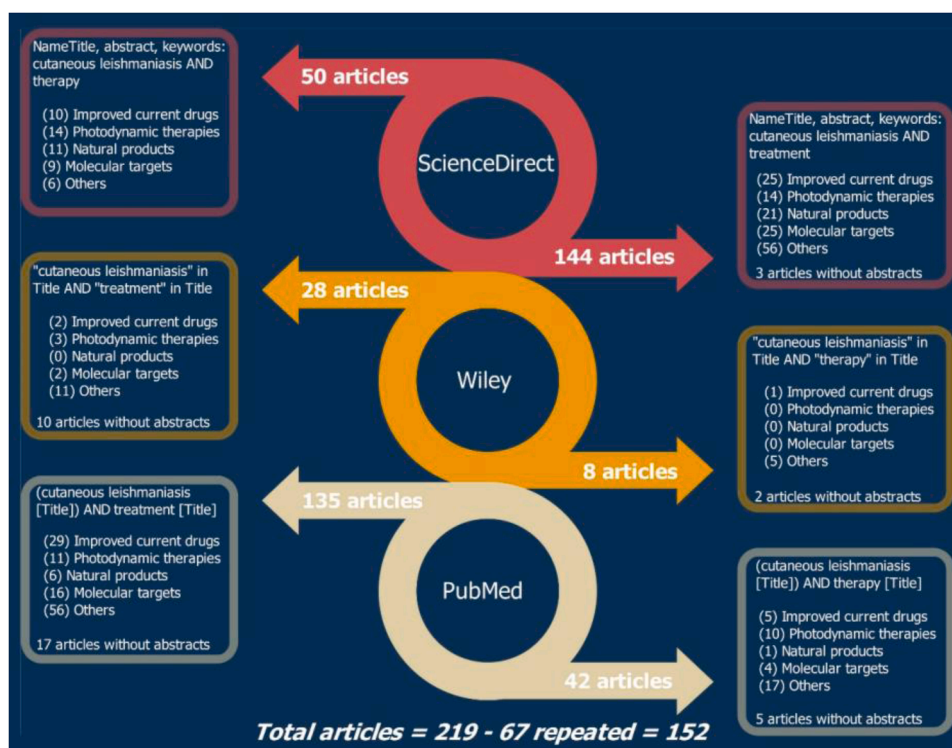 NameTitle, abstract, keywords:
cutaneous leishmaniasis AND
therapy
(10) Improved current drugs
(14) Photodynamic therapies
(11) Natural products
(9) Molecular targets
(6) Others
50 articles
ScienceDirect
144 articles
NameTitle, abstract, keywords:
cutaneous leishmaniasis AND
treatment
(25) Improved current drugs
(14) Photodynamic therapies
(21) Natural products
(25) Molecular targets
(56) Others
3 articles without abstracts
"cutaneous leishmaniasis" in
Title AND "treatment" in Title
(2) Improved current drugs
(3) Photodynamic therapies
(0) Natural products
(2) Molecular targets
(11) Others
10 articles without abstracts
28 articles
Wiley
8 articles
"cutaneous leishmaniasis" in
Title AND "therapy" in Title
(1) Improved current drugs
(0) Photodynamic therapies
(0) Natural products
(0) Molecular targets
(5) Others
2 articles without abstracts
(cutaneous leishmaniasis
[Title]) AND treatment [Title]
(29) Improved current drugs
(11) Photodynamic therapies
(6) Natural products
(16) Molecular targets
(56) Others
17 articles without abstracts
135 articles
PubMed
42 articles
(cutaneous leishmaniasis
[Title]) AND therapy [Title]
(5) Improved current drugs
(10) Photodynamic therapies
(1) Natural products
(4) Molecular targets
(17) Others
5 articles without abstracts
Total articles = 219 - 67 repeated = 152